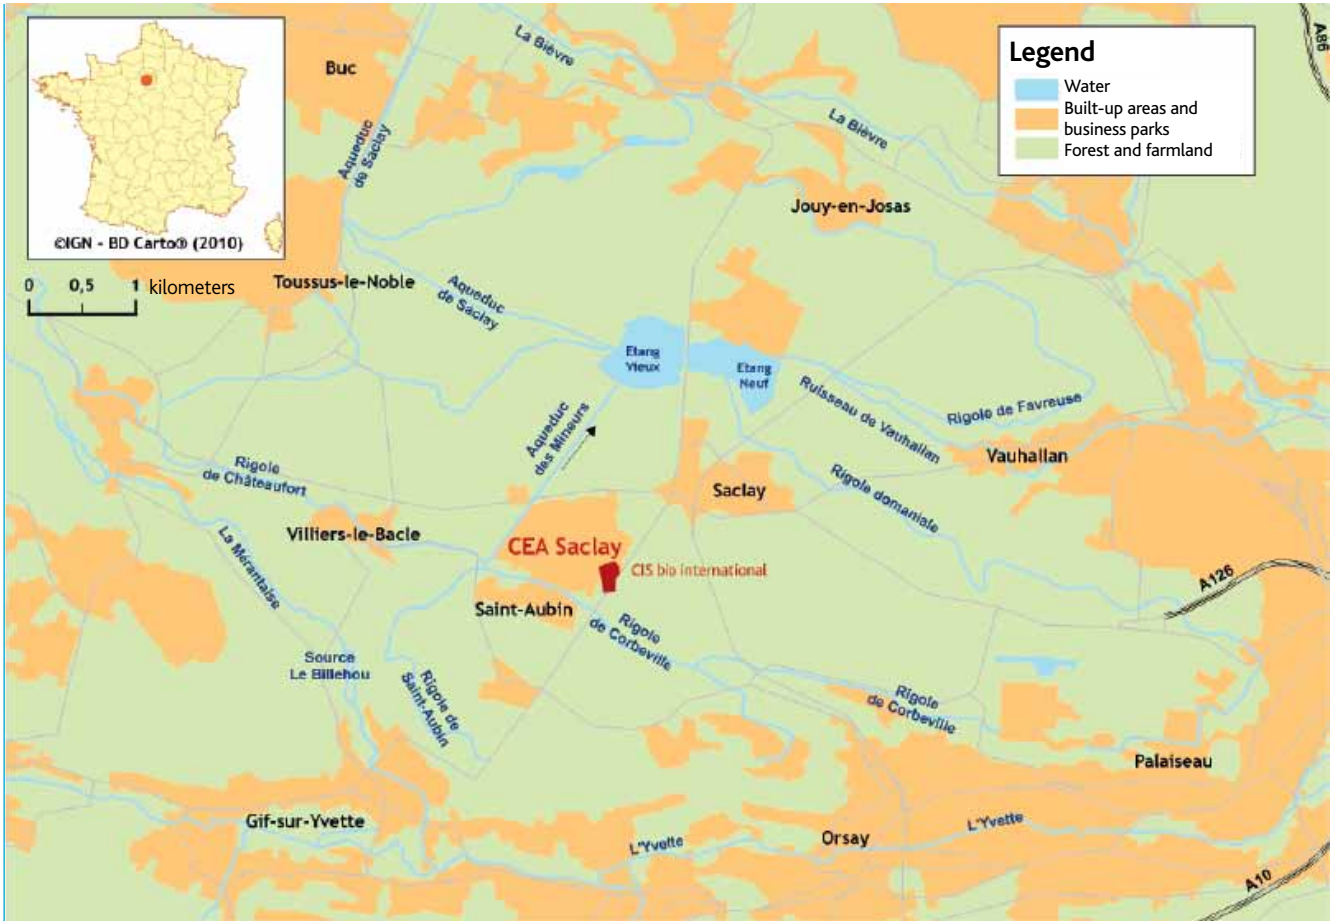 ©IGN - BD Carto® (2010)
0 0,5 1 kilometers
Legend
Water
Built-up areas and
business parks
Forest and farmland
A86
Buc
La Bièvre
La Bièvre
Aqueduc
de Saclay
Jouy-en-Josas
Toussus-le-Noble
Aqueduc
de Saclay
Etang
Vieux
Etang
Neuf
Ruisseau de Vauhallan
Rigole de Favreuse
Aqueduc
des Mineurs
Vauhallan
Rigole
de Châteaufort
Saclay
Rigole domaniale
Villiers-le-Bacle
La Mérantaise
CEA Saclay
CIS bio international
A126
Saint-Aubin
Rigole
de Corbeville
Source
Le Billehou
Rigole de
Saint-Aubin
Rigole
de Corbeville
Palaiseau
Gif-sur-Yvette
L'Yvette
Orsay
L'Yvette
A10